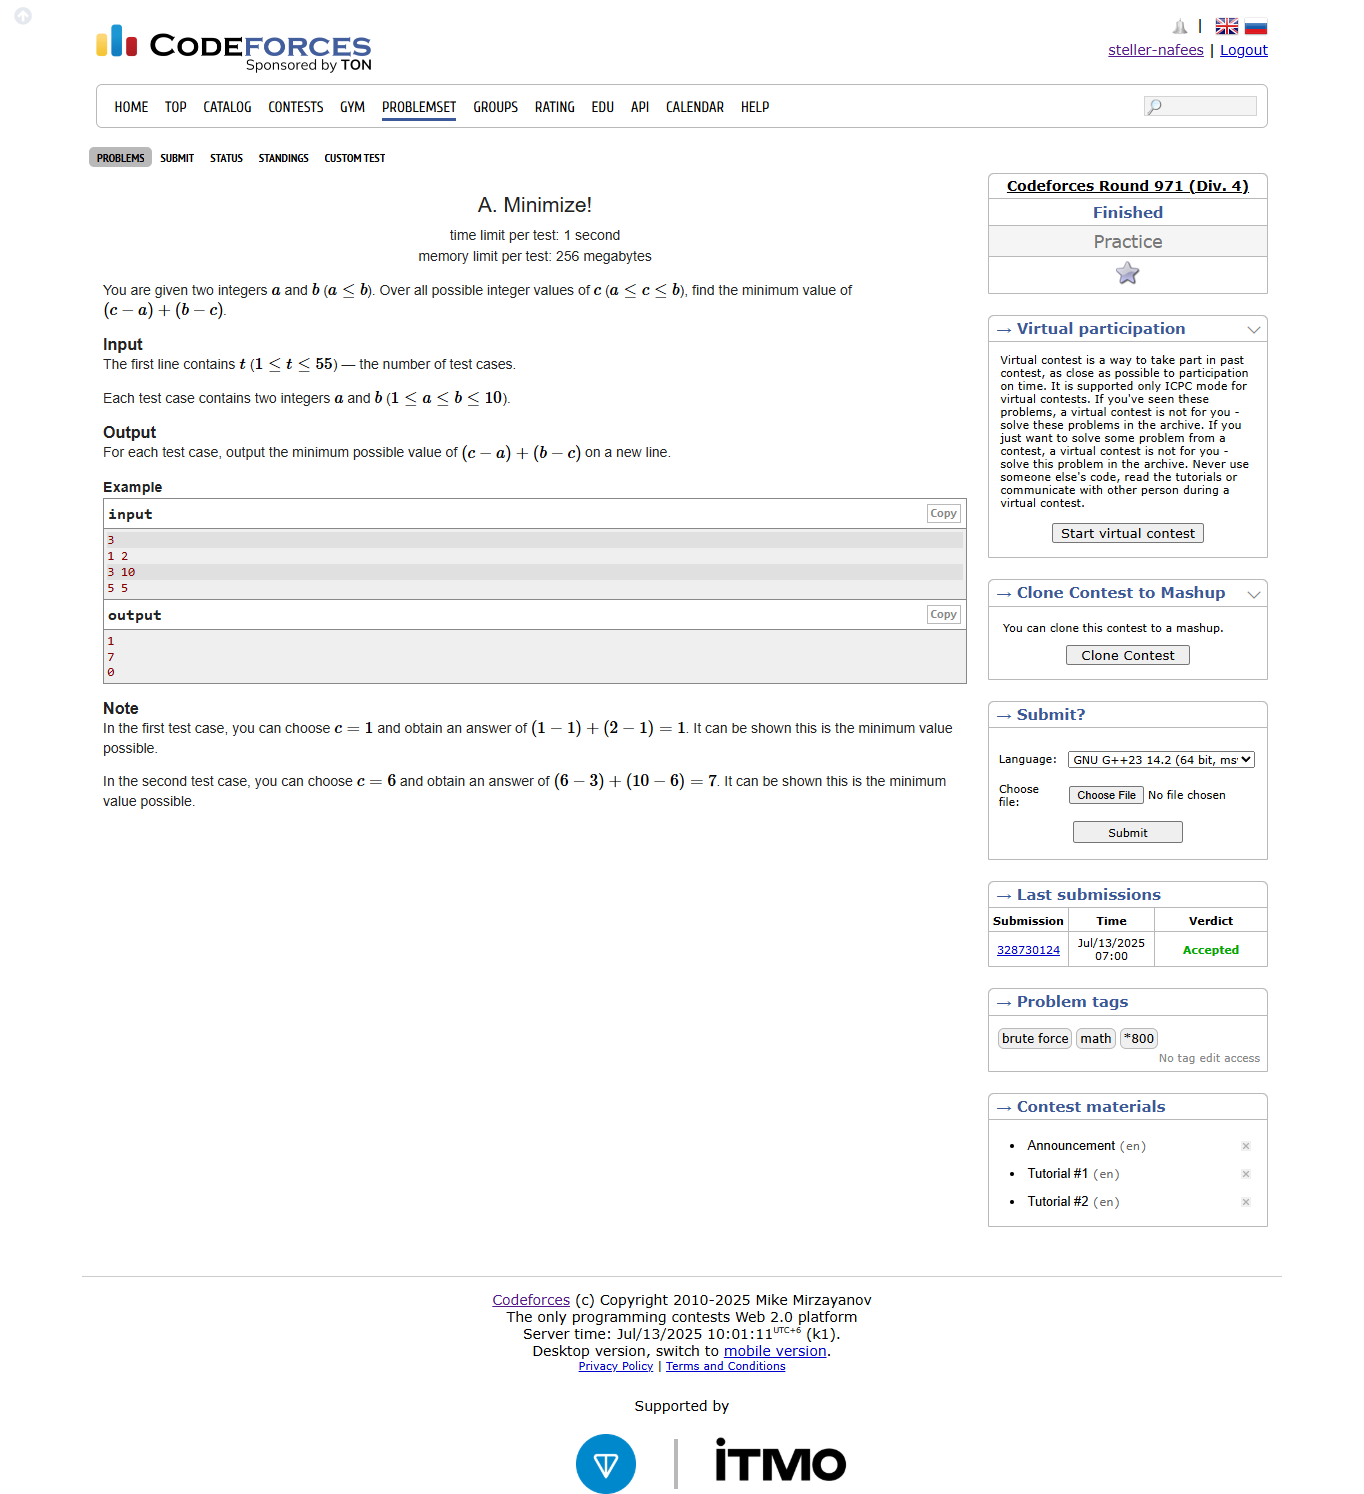 CODEFORCES
Sponsored by TON
|
steller-nafees | Logout
HOME TOP CATALOG CONTESTS GYM PROBLEMSET GROUPS RATING EDU API CALENDAR HELP
PROBLEMS SUBMIT STATUS STANDINGS CUSTOM TEST
A. Minimize!
time limit per test: 1 second
memory limit per test: 256 megabytes
You are given two integers a and b (a ≤ b). Over all possible integer values of c (a ≤ c ≤ b), find the minimum value of
(c − a) + (b − c).
Input
The first line contains t (1 ≤ t ≤ 55) — the number of test cases.
Each test case contains two integers a and b (1 ≤ a ≤ b ≤ 10).
Output
For each test case, output the minimum possible value of (c − a) + (b − c) on a new line.
Example
input Copy
3
1 2
3 10
5 5
output Copy
1
7
0
Note
In the first test case, you can choose c = 1 and obtain an answer of (1 − 1) + (2 − 1) = 1. It can be shown this is the minimum value
possible.
In the second test case, you can choose c = 6 and obtain an answer of (6 − 3) + (10 − 6) = 7. It can be shown this is the minimum
value possible.
Codeforces Round 971 (Div. 4)
Finished
Practice
→ Virtual participation
Virtual contest is a way to take part in past
contest, as close as possible to participation
on time. It is supported only ICPC mode for
virtual contests. If you've seen these
problems, a virtual contest is not for you -
solve these problems in the archive. If you
just want to solve some problem from a
contest, a virtual contest is not for you -
solve this problem in the archive. Never use
someone else's code, read the tutorials or
communicate with other person during a
virtual contest.
Start virtual contest
→ Clone Contest to Mashup
You can clone this contest to a mashup.
Clone Contest
→ Submit?
Language: GNU G++23 14.2 (64 bit, ms
Choose
file: Choose File No file chosen
Submit
→ Last submissions
Submission Time Verdict
328730124 Jul/13/2025
07:00 Accepted
→ Problem tags
brute force math *800
No tag edit access
→ Contest materials
• Announcement (en) ×
• Tutorial #1 (en) ×
• Tutorial #2 (en) ×
Codeforces (c) Copyright 2010-2025 Mike Mirzayanov
The only programming contests Web 2.0 platform
Server time: Jul/13/2025 10:01:11UTC+6 (k1).
Desktop version, switch to mobile version.
Privacy Policy | Terms and Conditions
Supported by
iTMO